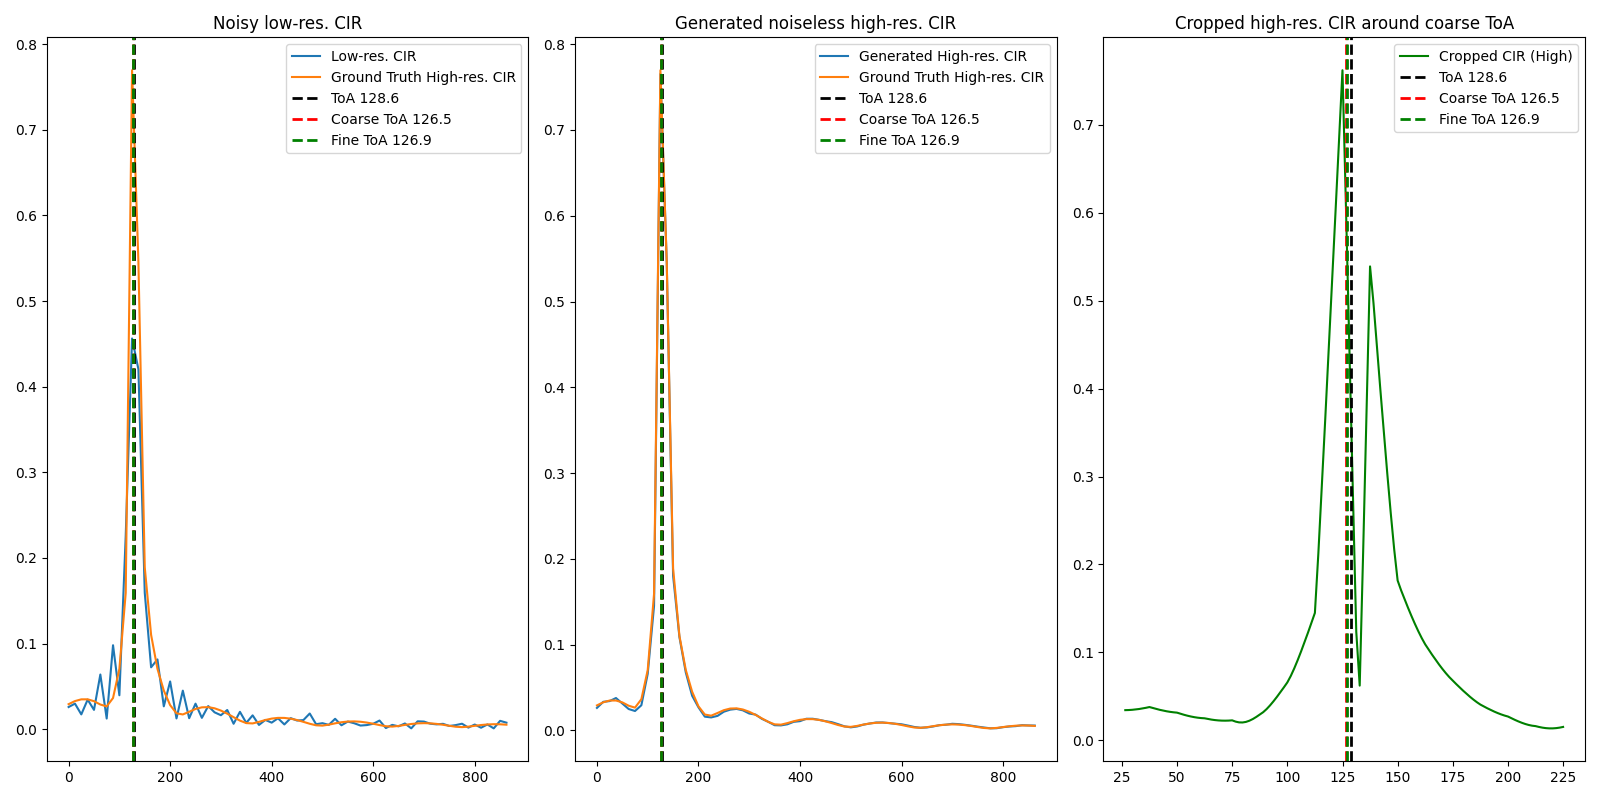 Noisy low-res. CIR
0.8
0.7
0.6
0.5
0.4
0.3
0.2
0.1
0.0
0 200 400 600 800
Low-res. CIR
Ground Truth High-res. CIR
ToA 128.6
Coarse ToA 126.5
Fine ToA 126.9
Generated noiseless high-res. CIR
0.8
0.7
0.6
0.5
0.4
0.3
0.2
0.1
0.0
0 200 400 600 800
Generated High-res. CIR
Ground Truth High-res. CIR
ToA 128.6
Coarse ToA 126.5
Fine ToA 126.9
Cropped high-res. CIR around coarse ToA
0.7
0.6
0.5
0.4
0.3
0.2
0.1
0.0
25 50 75 100 125 150 175 200 225
Cropped CIR (High)
ToA 128.6
Coarse ToA 126.5
Fine ToA 126.9